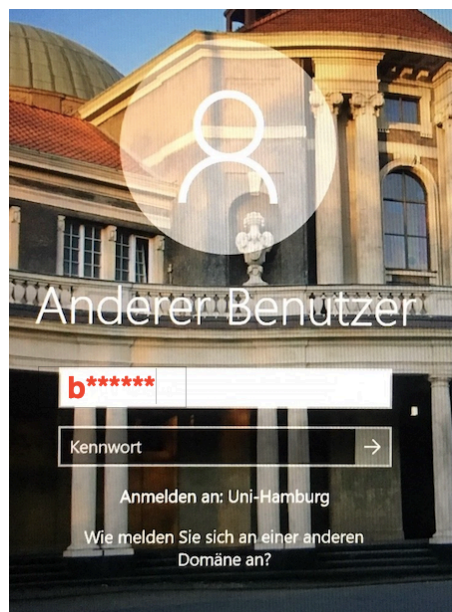 Anderer Benutzer
b******
Kennwort
Anmelden an: Uni-Hamburg
Wie melden Sie sich an einer anderen
Domäne an?